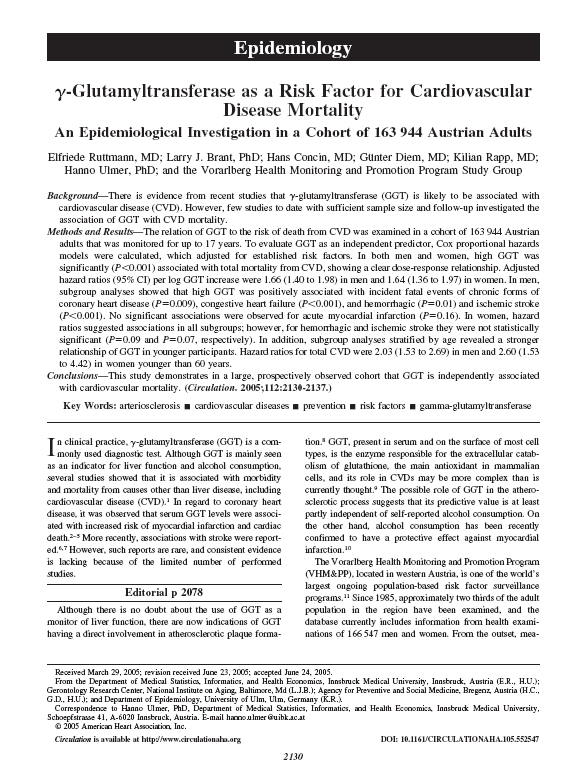 Epidemiology
γ-Glutamyltransferase as a Risk Factor for Cardiovascular
Disease Mortality
An Epidemiological Investigation in a Cohort of 163 944 Austrian Adults
Elfriede Ruttmann, MD; Larry J. Brant, PhD; Hans Concin, MD; Günter Diem, MD; Kilian Rapp, MD;
Hanno Ulmer, PhD; and the Vorarlberg Health Monitoring and Promotion Program Study Group
Background—There is evidence from recent studies that γ-glutamyltransferase (GGT) is likely to be associated with
cardiovascular disease (CVD). However, few studies to date with sufficient sample size and follow-up investigated the
association of GGT with CVD mortality.
Methods and Results—The relation of GGT to the risk of death from CVD was examined in a cohort of 163 944 Austrian
adults that was monitored for up to 17 years. To evaluate GGT as an independent predictor, Cox proportional hazards
models were calculated, which adjusted for established risk factors. In both men and women, high GGT was
significantly (P<0.001) associated with total mortality from CVD, showing a clear dose-response relationship. Adjusted
hazard ratios (95% CI) per log GGT increase were 1.66 (1.40 to 1.98) in men and 1.64 (1.36 to 1.97) in women. In men,
subgroup analyses showed that high GGT was positively associated with incident fatal events of chronic forms of
coronary heart disease (P=0.009), congestive heart failure (P<0.001), and hemorrhagic (P=0.01) and ischemic stroke
(P<0.001). No significant associations were observed for acute myocardial infarction (P=0.16). In women, hazard
ratios suggested associations in all subgroups; however, for hemorrhagic and ischemic stroke they were not statistically
significant (P=0.09 and P=0.07, respectively). In addition, subgroup analyses stratified by age revealed a stronger
relationship of GGT in younger participants. Hazard ratios for total CVD were 2.03 (1.53 to 2.69) in men and 2.60 (1.53
to 4.42) in women younger than 60 years.
Conclusions—This study demonstrates in a large, prospectively observed cohort that GGT is independently associated
with cardiovascular mortality. (Circulation. 2005;112:2130-2137.)
Key Words: arteriosclerosis ■ cardiovascular diseases ■ prevention ■ risk factors ■ gamma-glutamyltransferase
In clinical practice, γ-glutamyltransferase (GGT) is a com-
monly used diagnostic test. Although GGT is mainly seen
as an indicator for liver function and alcohol consumption,
several studies showed that it is associated with morbidity
and mortality from causes other than liver disease, including
cardiovascular disease (CVD).1 In regard to coronary heart
disease, it was observed that serum GGT levels were associ-
ated with increased risk of myocardial infarction and cardiac
death.2–5 More recently, associations with stroke were report-
ed.6,7 However, such reports are rare, and consistent evidence
is lacking because of the limited number of performed
studies.
Editorial p 2078
Although there is no doubt about the use of GGT as a
monitor of liver function, there are now indications of GGT
having a direct involvement in atherosclerotic plaque forma-
tion.8 GGT, present in serum and on the surface of most cell
types, is the enzyme responsible for the extracellular catab-
olism of glutathione, the main antioxidant in mammalian
cells, and its role in CVDs may be more complex than is
currently thought.9 The possible role of GGT in the athero-
sclerotic process suggests that its predictive value is at least
partly independent of self-reported alcohol consumption. On
the other hand, alcohol consumption has been recently
confirmed to have a protective effect against myocardial
infarction.10
The Vorarlberg Health Monitoring and Promotion Program
(VHM&PP), located in western Austria, is one of the world's
largest ongoing population-based risk factor surveillance
programs.11 Since 1985, approximately two thirds of the adult
population in the region have been examined, and the
database currently includes information from health exami-
nations of 166 547 men and women. From the outset, mea-
Received March 29, 2005; revision received June 23, 2005; accepted June 24, 2005.
From the Department of Medical Statistics, Informatics, and Health Economics, Innsbruck Medical University, Innsbruck, Austria (E.R., H.U.);
Gerontology Research Center, National Institute on Aging, Baltimore, Md (L.J.B.); Agency for Preventive and Social Medicine, Bregenz, Austria (H.C.,
G.D., H.U.); and Department of Epidemiology, University of Ulm, Ulm, Germany (K.R.).
Correspondence to Hanno Ulmer, PhD, Department of Medical Statistics, Informatics, and Health Economics, Innsbruck Medical University,
Schoepfstrasse 41, A-6020 Innsbruck, Austria. E-mail hanno.ulmer@uibk.ac.at
© 2005 American Heart Association, Inc.
Circulation is available at http://www.circulationaha.org
DOI: 10.1161/CIRCULATIONAHA.105.552547
2130